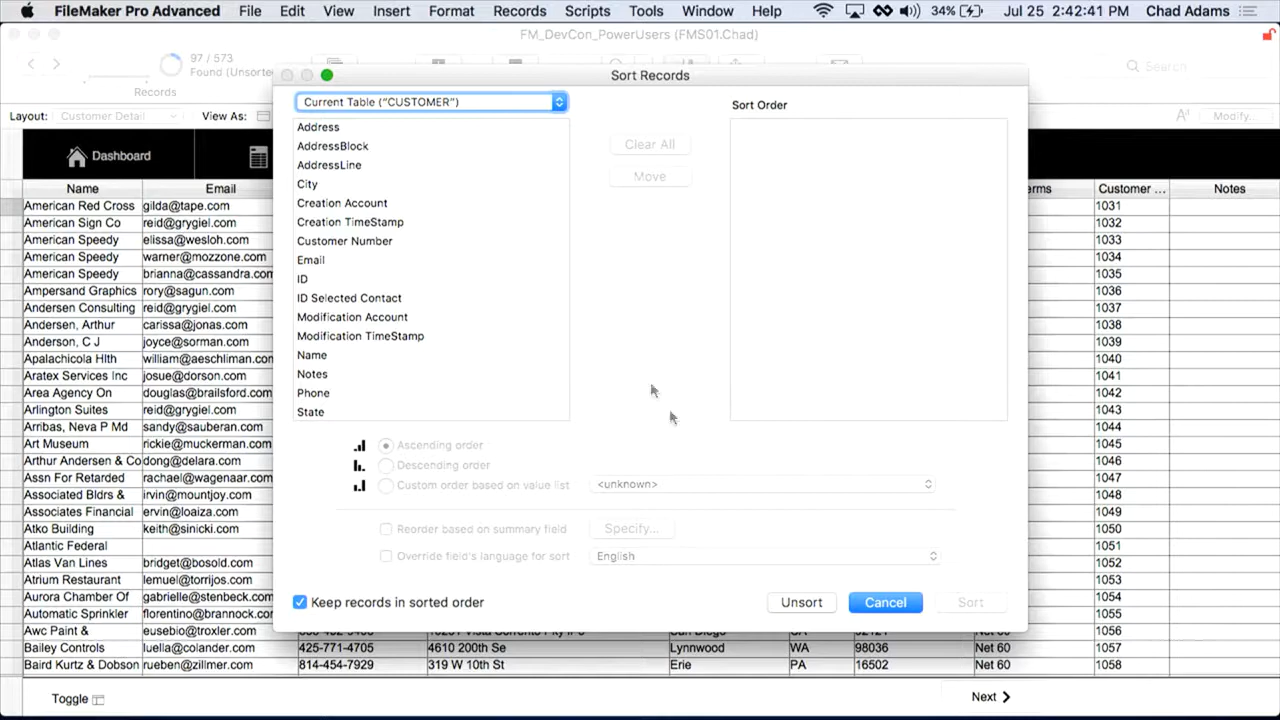 FileMaker Pro Advanced File Edit View Insert Format Records Scripts Tools Window Help 34% Jul 25 2:42:41 PM Chad Adams
FM_DevCon_PowerUsers (FMS01.Chad)
97 / 573
Found (Unsorte
Records
Search
Layout: Customer Detail View As: Modify...
Dashboard
Sort Records
Current Table ("CUSTOMER")
Sort Order
Address
AddressBlock
AddressLine
City
Creation Account
Creation TimeStamp
Customer Number
Email
ID
ID Selected Contact
Modification Account
Modification TimeStamp
Name
Notes
Phone
State
Clear All
Move
Ascending order
Descending order
Custom order based on value list <unknown>
Reorder based on summary field Specify...
Override field's language for sort English
Keep records in sorted order Unsort Cancel Sort
Name Email erms Customer ... Notes
American Red Cross gilda@tape.com 1031
American Sign Co reid@grygiel.com 1032
American Speedy elissa@wesloh.com 1033
American Speedy warner@mozzone.com 1034
American Speedy brianna@cassandra.com 1035
Ampersand Graphics rory@sagun.com 1036
Andersen Consulting reid@grygiel.com 1037
Andersen, Arthur carissa@jonas.com 1038
Anderson, C J joyce@sorman.com 1039
Apalachicola Hlth william@aeschliman.com 1040
Aratex Services Inc josue@dorson.com 1041
Area Agency On douglas@brailsford.com 1042
Arlington Suites reid@grygiel.com 1043
Arribas, Neva P Md sandy@sauberan.com 1044
Art Museum rickie@muckerman.com 1045
Arthur Andersen & Co dong@delara.com 1046
Assn For Retarded rachael@wagenaar.com 1047
Associated Bldrs & irvin@mountjoy.com 1048
Associates Financial ervin@loaiza.com 1049
Atko Building keith@sinicki.com 1050
Atlantic Federal 1051
Atlas Van Lines bridget@bosold.com 1052
Atrium Restaurant lemuel@torrijos.com 1053
Aurora Chamber Of gabrielle@stenbeck.com 1054
Automatic Sprinkler florentino@brannock.com 1055
Awc Paint & eusebio@troxler.com San Diego CA 92121 Net 60 1056
Bailey Controls luella@colander.com 425-771-4705 4610 200th Se Lynnwood WA 98036 Net 60 1057
Baird Kurtz & Dobson rueben@zillmer.com 814-454-7929 319 W 10th St Erie PA 16502 Net 60 1058
Toggle Next